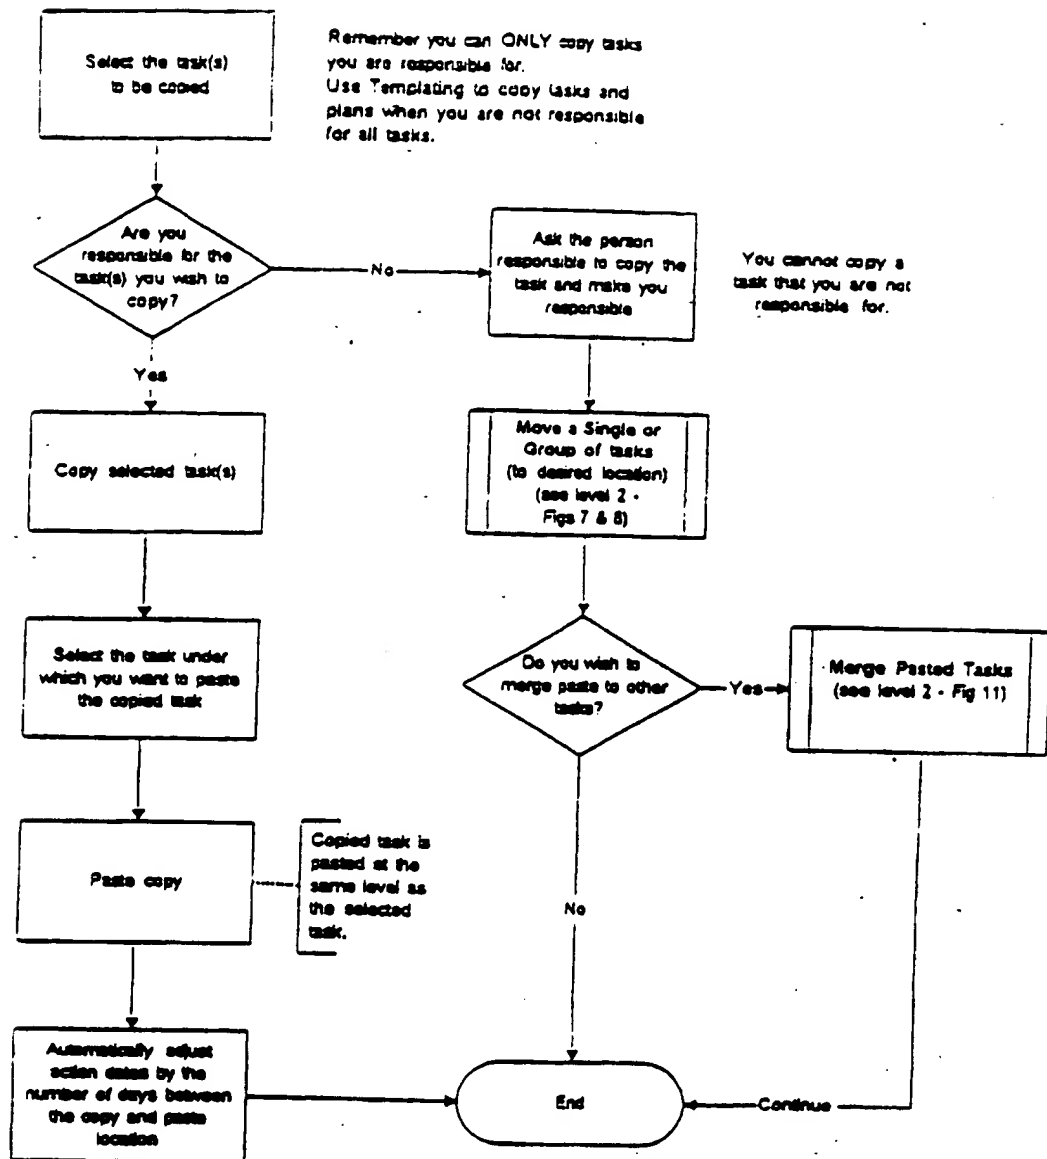 Select the task(s)
to be copied
Remember you can ONLY copy tasks
you are responsible for.
Use Templating to copy tasks and
plans when you are not responsible
for all tasks.
Are you
responsible for the
task(s) you wish to
copy?
No
Ask the person
responsible to copy the
task and make you
responsible
You cannot copy a
task that you are not
responsible for.
Yes
Copy selected task(s)
Move a Single or
Group of tasks
(to desired location)
(see level 2 -
Figs 7 & 8)
Select the task under
which you want to paste
the copied task
Do you wish to
merge paste to other
tasks?
Yes
Merge Pasted Tasks
(see level 2 - Fig 11)
Paste copy
Copied task is
pasted at the
same level as
the selected
task.
No
Automatically adjust
action dates by the
number of days between
the copy and paste
location
End
Continue